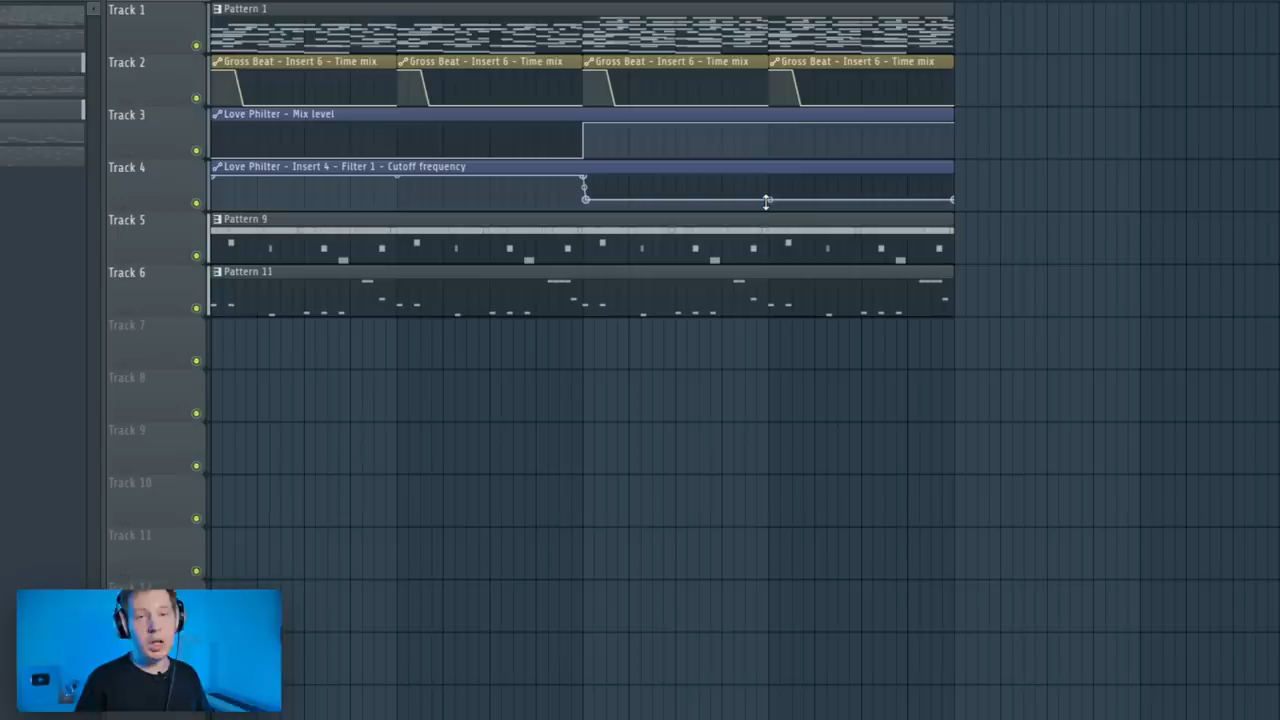 Track 1
Pattern 1
Track 2
Gross Beat - Insert 6 - Time mix
Gross Beat - Insert 6 - Time mix
Gross Beat - Insert 6 - Time mix
Gross Beat - Insert 6 - Time mix
Track 3
Love Philter - Mix level
Track 4
Love Philter - Insert 4 - Filter 1 - Cutoff frequency
Track 5
Pattern 9
Track 6
Pattern 11
Track 7
Track 8
Track 9
Track 10
Track 11